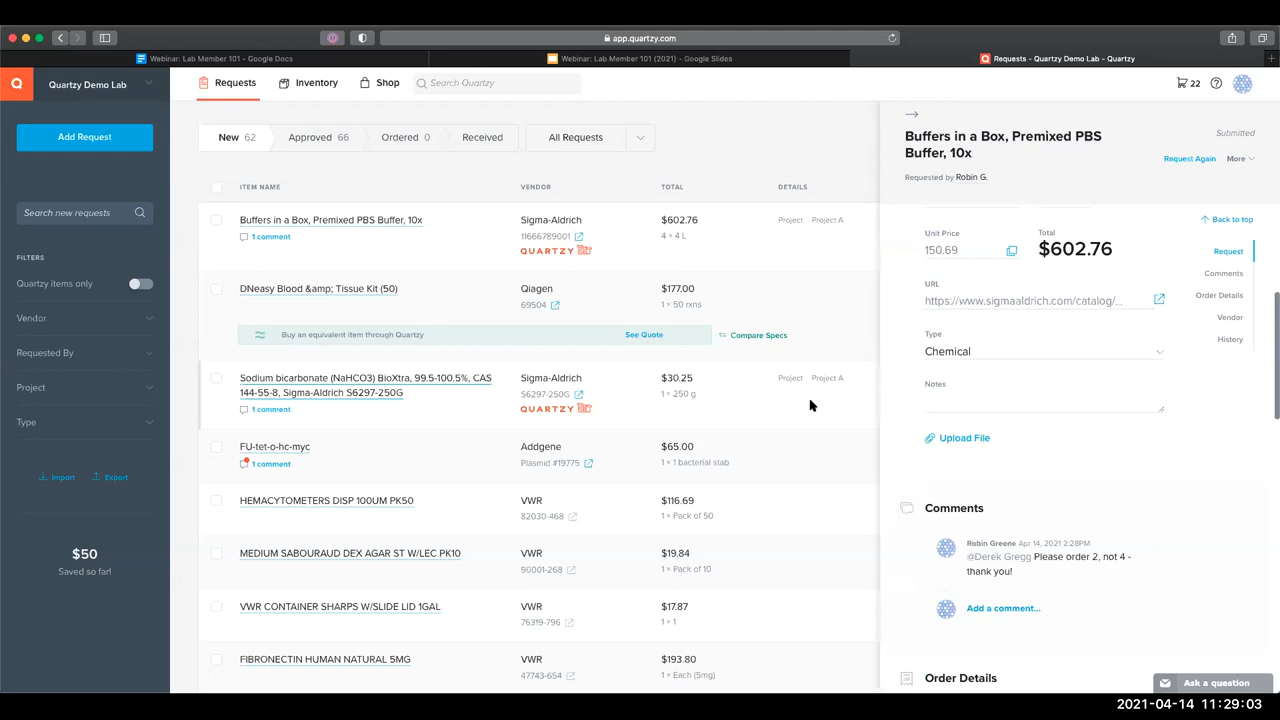 app.quartzy.com
Webinar: Lab Member 101 - Google Docs
Webinar: Lab Member 101 (2021) - Google Slides
Requests - Quartzy Demo Lab - Quartzy
Q
Quartzy Demo Lab
Requests
Inventory
Shop
Search Quartzy
22
Add Request
Search new requests
FILTERS
Quartzy items only
Vendor
Requested By
Project
Type
Import
Export
$50
Saved so far!
New 62
Approved 66
Ordered 0
Received
All Requests
ITEM NAME
VENDOR
TOTAL
DETAILS
Buffers in a Box, Premixed PBS Buffer, 10x
Sigma-Aldrich
$602.76
Project Project A
1 comment
11666789001
4 × 4 L
QUARTZY
DNeasy Blood &amp; Tissue Kit (50)
Qiagen
$177.00
69504
1 × 50 rxns
Buy an equivalent item through Quartzy
See Quote
Compare Specs
Sodium bicarbonate (NaHCO3) BioXtra, 99.5-100.5%, CAS
144-55-8, Sigma-Aldrich S6297-250G
Sigma-Aldrich
$30.25
Project Project A
S6297-250G
1 × 250 g
1 comment
QUARTZY
FU-tet-o-hc-myc
Addgene
$65.00
1 comment
Plasmid #19775
1 × 1 bacterial stab
HEMACYTOMETERS DISP 100UM PK50
VWR
$116.69
82030-468
1 × Pack of 50
MEDIUM SABOURAUD DEX AGAR ST W/LEC PK10
VWR
$19.84
90001-268
1 × Pack of 10
VWR CONTAINER SHARPS W/SLIDE LID 1GAL
VWR
$17.87
76319-796
1 × 1
FIBRONECTIN HUMAN NATURAL 5MG
VWR
$193.80
47743-654
1 × Each (5mg)
Buffers in a Box, Premixed PBS
Buffer, 10x
Submitted
Request Again
More
Requested by Robin G.
Back to top
Unit Price
150.69
Total
$602.76
Request
Comments
Order Details
Vendor
History
URL
https://www.sigmaaldrich.com/catalog/...
Type
Chemical
Notes
Upload File
Comments
Robin Greene Apr 14, 2021 2:28PM
@Derek Gregg Please order 2, not 4 -
thank you!
Add a comment...
Order Details
Ask a question
2021-04-14 11:29:03